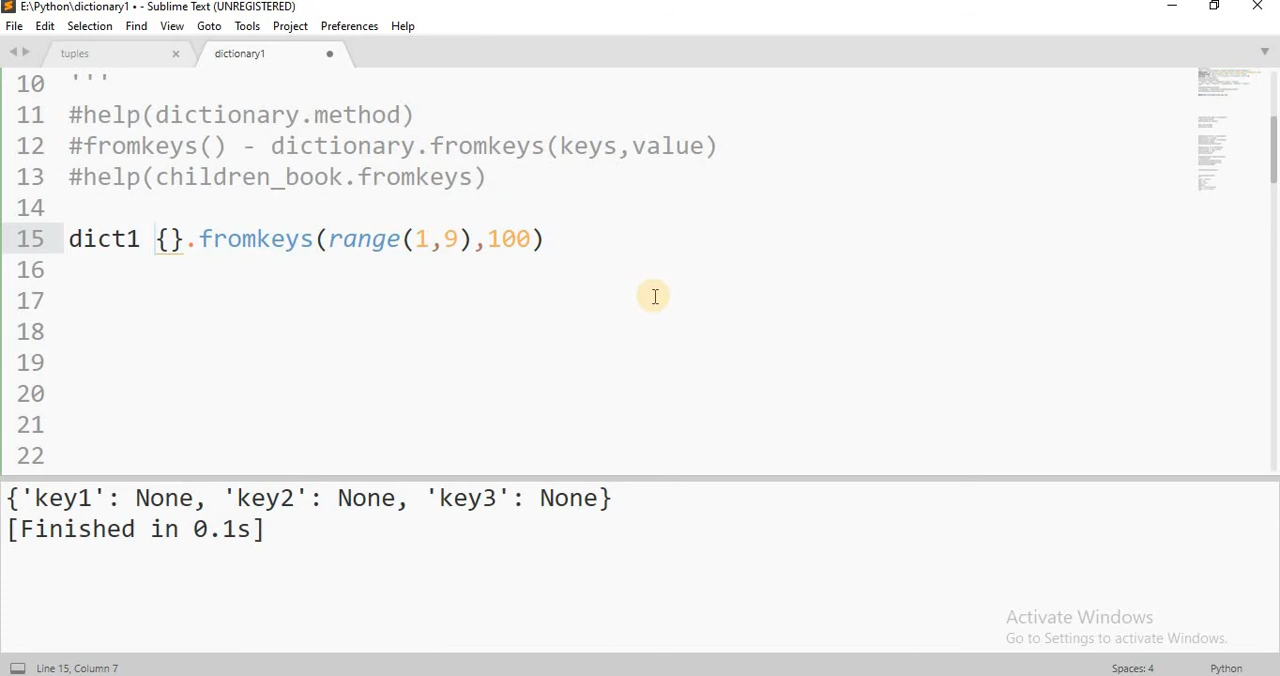 E:\Python\dictionary1 • - Sublime Text (UNREGISTERED)
File Edit Selection Find View Goto Tools Project Preferences Help
tuples dictionary1
10 '''
11 #help(dictionary.method)
12 #fromkeys() - dictionary.fromkeys(keys,value)
13 #help(children_book.fromkeys)
14
15 dict1 {}.fromkeys(range(1,9),100)
16
17
18
19
20
21
22
{'key1': None, 'key2': None, 'key3': None}
[Finished in 0.1s]
Activate Windows
Go to Settings to activate Windows.
Line 15, Column 7 Spaces: 4 Python